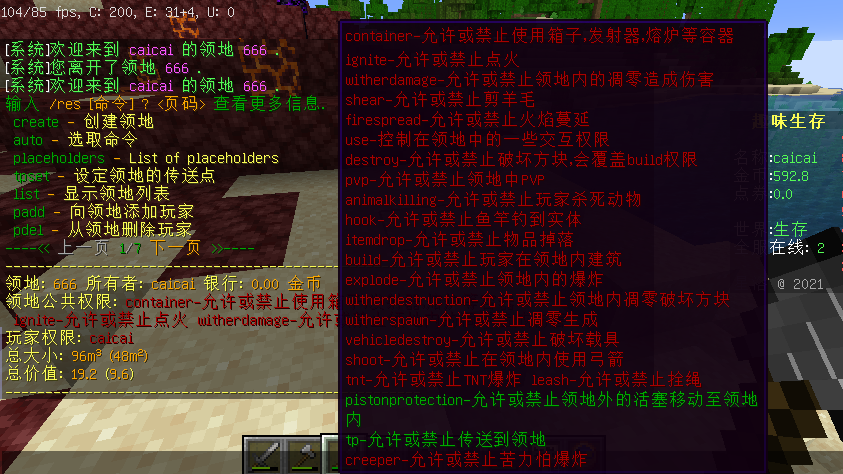 104/85 fps, C: 200, E: 31+4, U: 0
[系统]欢迎来到 caicai 的领地 666 .
[系统]您离开了领地 666 .
[系统]欢迎来到 caicai 的领地 666 .
输入 /res [命令] ? <页码> 查看更多信息.
create - 创建领地
auto - 选取命令
placeholders - List of placeholders
tpset - 设定领地的传送点
list - 显示领地列表
padd - 向领地添加玩家
pdel - 从领地删除玩家
----<< 上一页 1/7 下一页 >>----
领地: 666 所有者: caicai 银行: 0.00 金币
领地公共权限: container-允许或禁止使用箱
ignite-允许或禁止点火 witherdamage-允许
玩家权限: caicai
总大小: 96m³ (48m²)
总价值: 19.2 (9.6)
container-允许或禁止使用箱子,发射器,熔炉等容器
ignite-允许或禁止点火
witherdamage-允许或禁止领地内的凋零造成伤害
shear-允许或禁止剪羊毛
firespread-允许或禁止火焰蔓延
use-控制在领地中的一些交互权限
destroy-允许或禁止破坏方块,会覆盖build权限
pvp-允许或禁止领地中PVP
animalkilling-允许或禁止玩家杀死动物
hook-允许或禁止鱼竿钓到实体
itemdrop-允许或禁止物品掉落
build-允许或禁止玩家在领地内建筑
explode-允许或禁止领地内的爆炸
witherdestruction-允许或禁止领地内凋零破坏方块
witherspawn-允许或禁止凋零生成
vehicledestroy-允许或禁止破坏载具
shoot-允许或禁止在领地内使用弓箭
tnt-允许或禁止TNT爆炸 leash-允许或禁止拴绳
pistonprotection-允许或禁止领地外的活塞移动至领地
内
tp-允许或禁止传送到领地
creeper-允许或禁止苦力怕爆炸
味生存
:caicai
:592.8
:0.0
:生存
在线: 2
@ 2021